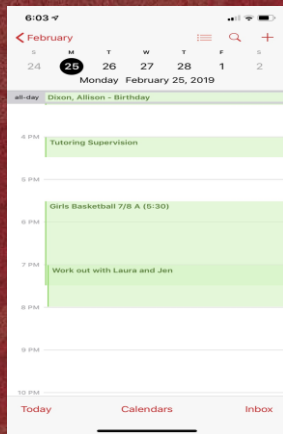 6:03
February
S M T W T F S
24 25 26 27 28 1 2
Monday February 25, 2019
all-day Dixon, Allison - Birthday
4 PM
Tutoring Supervision
5 PM
Girls Basketball 7/8 A (5:30)
6 PM
7 PM
Work out with Laura and Jen
8 PM
9 PM
10 PM
Today Calendars Inbox